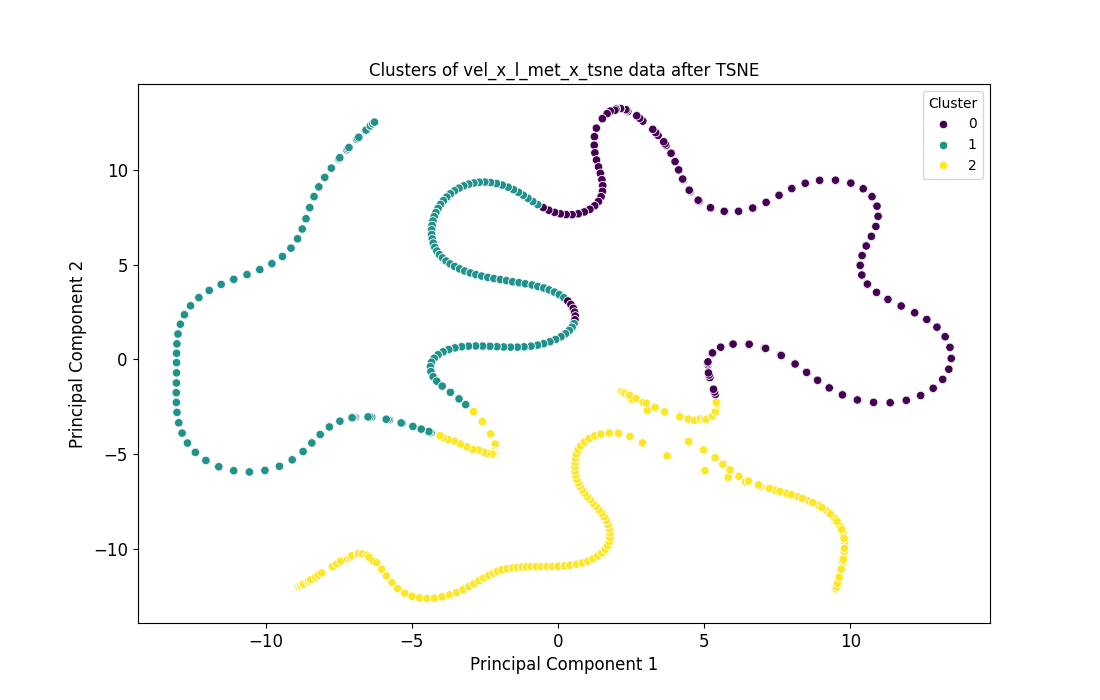 Clusters of vel_x_l_met_x_tsne data after TSNE
Cluster
0
1
2
10
5
0
−5
−10
Principal Component 2
−10 −5 0 5 10
Principal Component 1